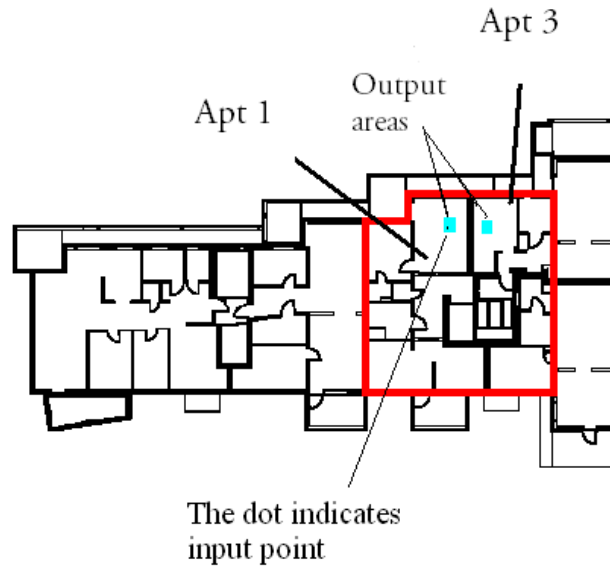 Apt 3
Output
areas
Apt 1
The dot indicates
input point